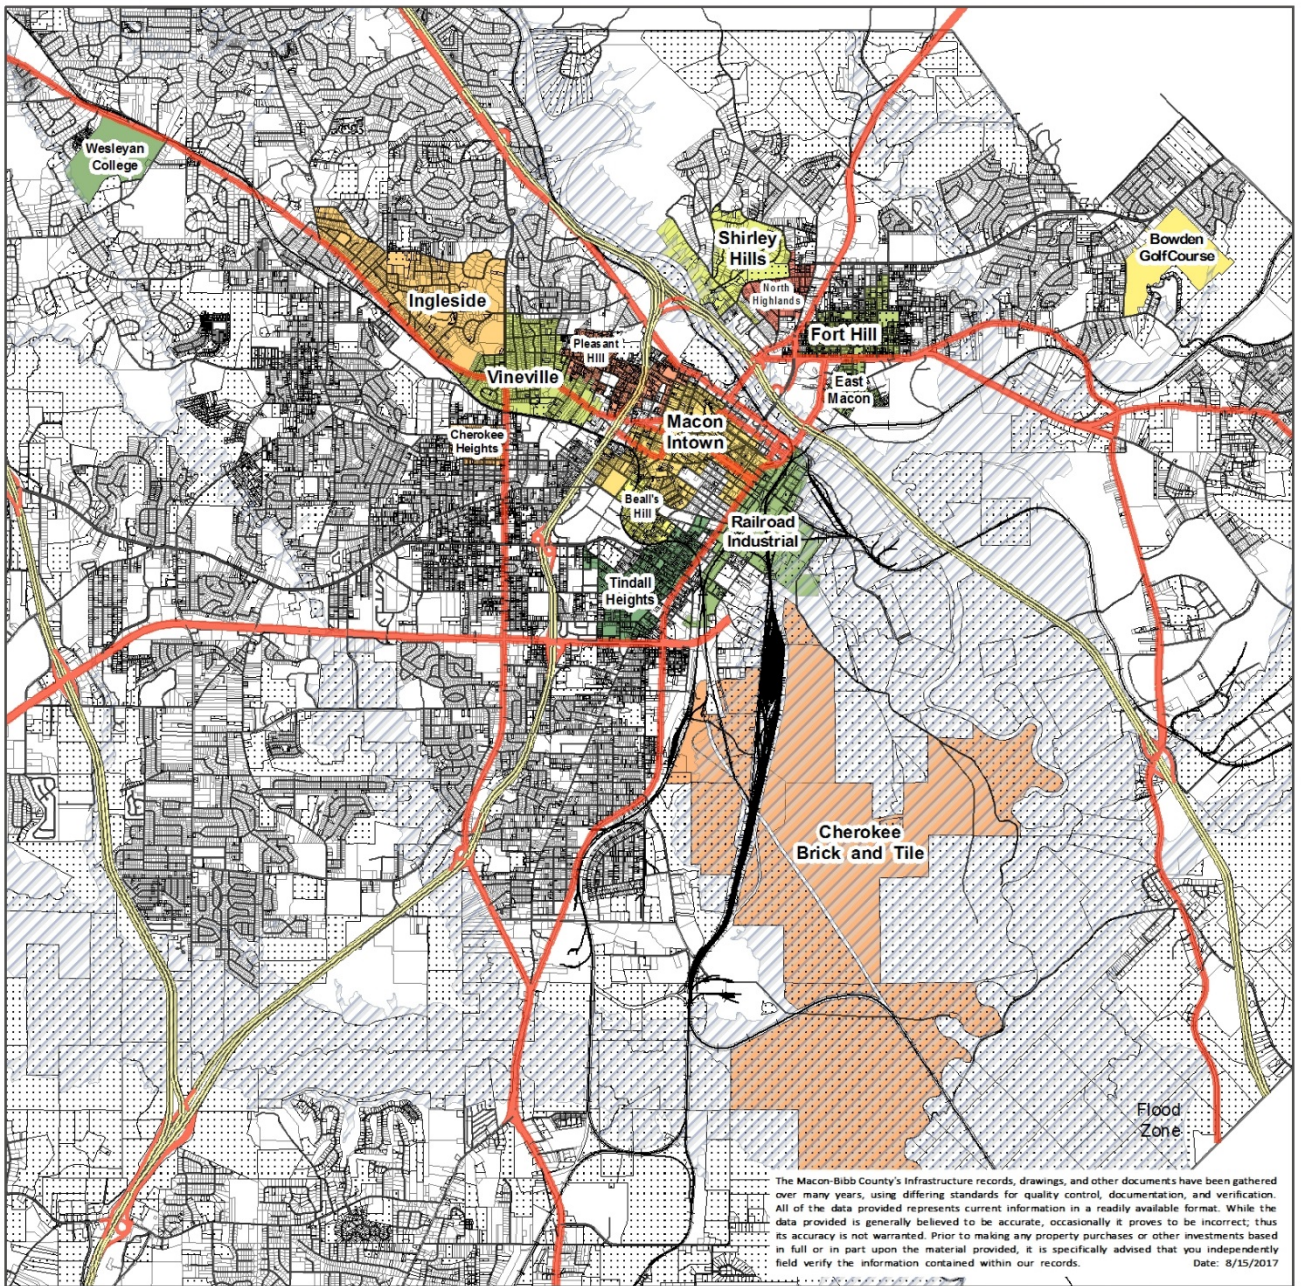 Wesleyan
College
Shirley
Hills
Bowden
GolfCourse
Ingleside
North
Highlands
Fort Hill
Pleasant
Hill
Vineville
East
Macon
Macon
Intown
Cherokee
Heights
Beall's
Hill
Railroad
Industrial
Tindall
Heights
Cherokee
Brick and Tile
Flood
Zone
The Macon-Bibb County's Infrastructure records, drawings, and other documents have been gathered
over many years, using differing standards for quality control, documentation, and verification.
All of the data provided represents current information in a readily available format. While the
data provided is generally believed to be accurate, occasionally it proves to be incorrect; thus
its accuracy is not warranted. Prior to making any property purchases or other investments based
in full or in part upon the material provided, it is specifically advised that you independently
field verify the information contained within our records. Date: 8/15/2017